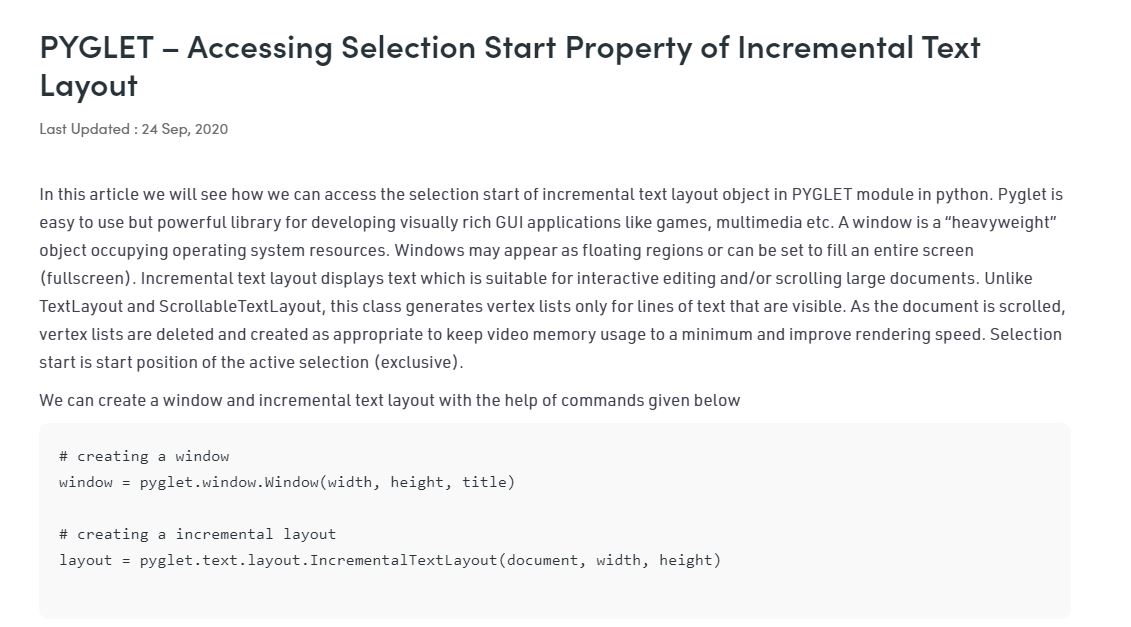 PYGLET – Accessing Selection Start Property of Incremental Text
Layout
Last Updated : 24 Sep, 2020
In this article we will see how we can access the selection start of incremental text layout object in PYGLET module in python. Pyglet is
easy to use but powerful library for developing visually rich GUI applications like games, multimedia etc. A window is a “heavyweight”
object occupying operating system resources. Windows may appear as floating regions or can be set to fill an entire screen
(fullscreen). Incremental text layout displays text which is suitable for interactive editing and/or scrolling large documents. Unlike
TextLayout and ScrollableTextLayout, this class generates vertex lists only for lines of text that are visible. As the document is scrolled,
vertex lists are deleted and created as appropriate to keep video memory usage to a minimum and improve rendering speed. Selection
start is start position of the active selection (exclusive).
We can create a window and incremental text layout with the help of commands given below
# creating a window
window = pyglet.window.Window(width, height, title)
# creating a incremental layout
layout = pyglet.text.layout.IncrementalTextLayout(document, width, height)